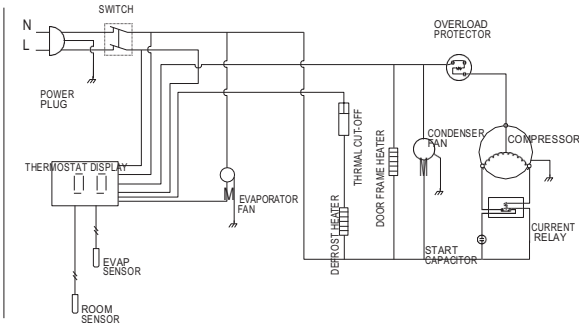 SWITCH
N
L
POWER
PLUG
OVERLOAD
PROTECTOR
THRMAL CUT-OFF
DOOR FRAME HEATER
CONDENSER
FAN
M
COMPRESSOR
THERMOSTAT DISPLAY
M
EVAPORATOR
FAN
DEFROST HEATER
START
CAPACITOR
CURRENT
RELAY
EVAP
SENSOR
ROOM
SENSOR